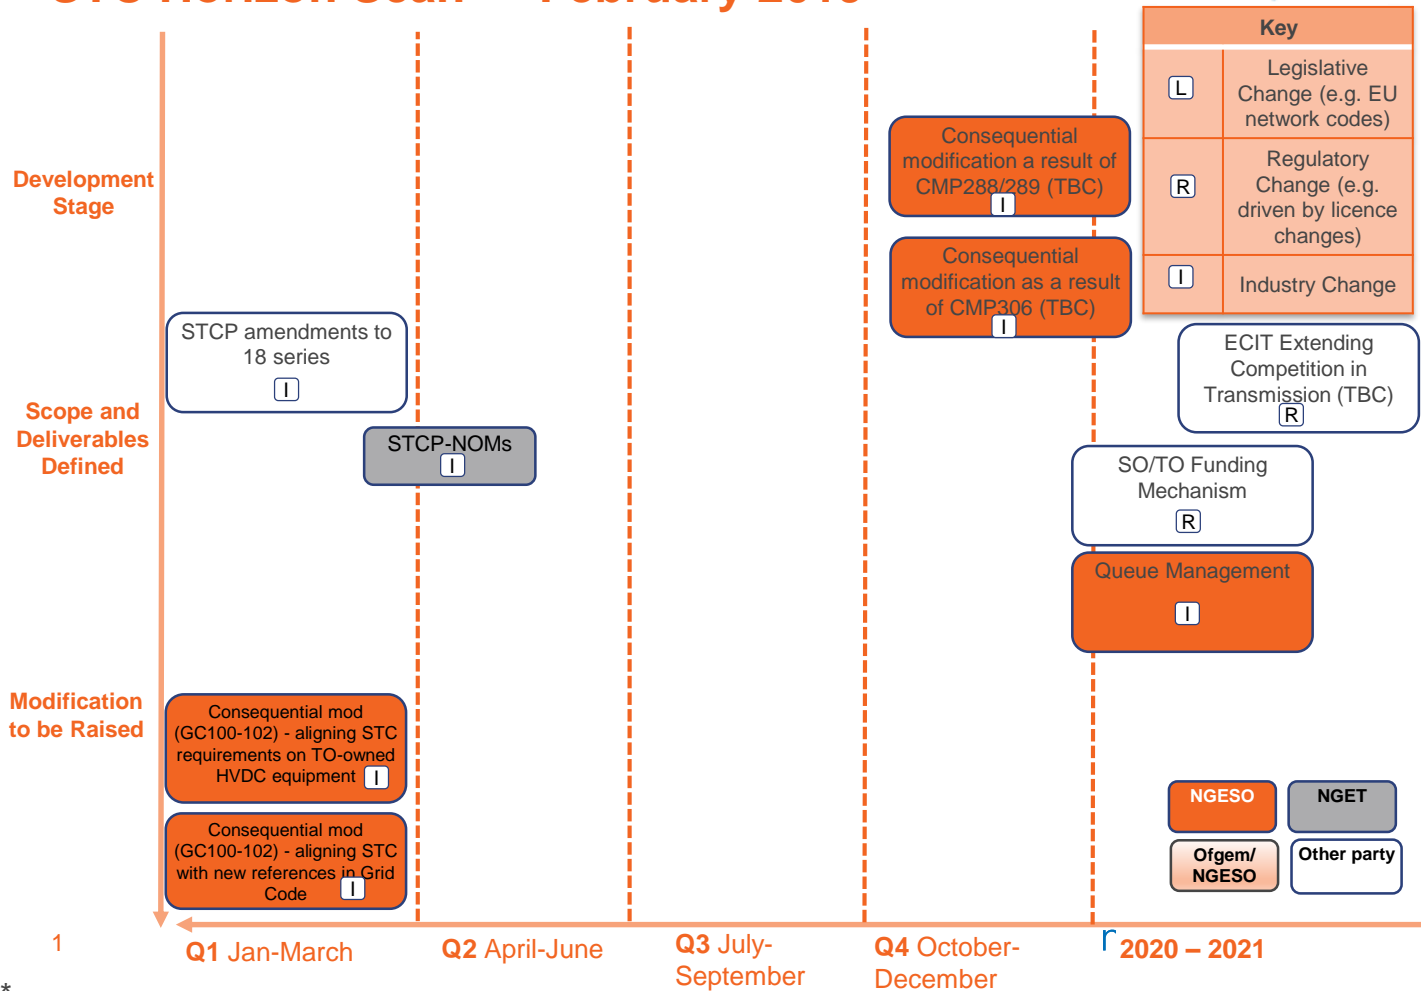 STC Horizon Scan – February 2019
Key
L
Legislative
Change (e.g. EU
network codes)
R
Regulatory
Change (e.g.
driven by licence
changes)
I
Industry Change
Development
Stage
Consequential
modification a result of
CMP288/289 (TBC)
I
Consequential
modification as a result
of CMP306 (TBC)
I
STCP amendments to
18 series
I
ECIT Extending
Competition in
Transmission (TBC)
R
Scope and
Deliverables
Defined
STCP-NOMs
I
SO/TO Funding
Mechanism
R
Queue Management
I
Modification
to be Raised
Consequential mod
(GC100-102) - aligning STC
requirements on TO-owned
HVDC equipment I
Consequential mod
(GC100-102) - aligning STC
with new references in Grid
Code I
NGESO
NGET
Ofgem/
NGESO
Other party
1
Q1 Jan-March
Q2 April-June
Q3 July-
September
Q4 October-
December
r 2020 – 2021
*